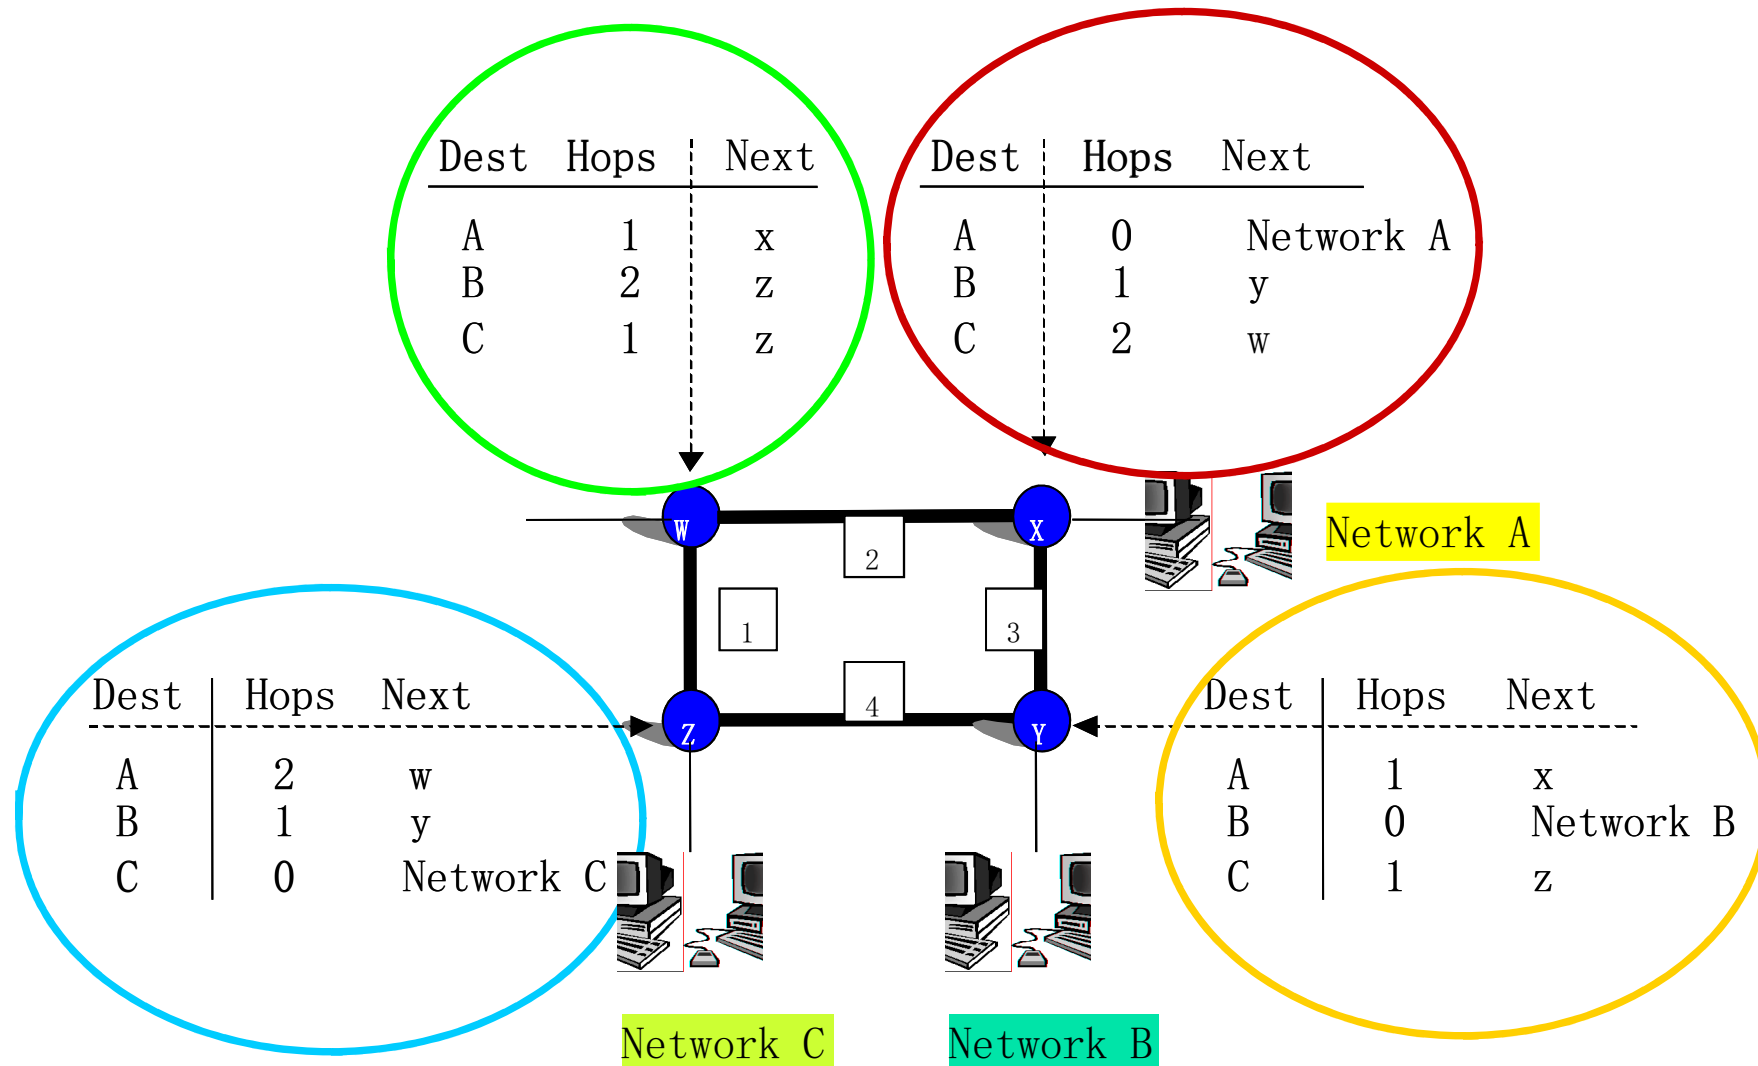 Dest Hops Next
A 1 x
B 2 z
C 1 z
Dest Hops Next
A 0 Network A
B 1 y
C 2 w
W
X
2
Network A
1
3
4
Z
Y
Dest Hops Next
A 2 w
B 1 y
C 0 Network C
Dest Hops Next
A 1 x
B 0 Network B
C 1 z
Network C
Network B